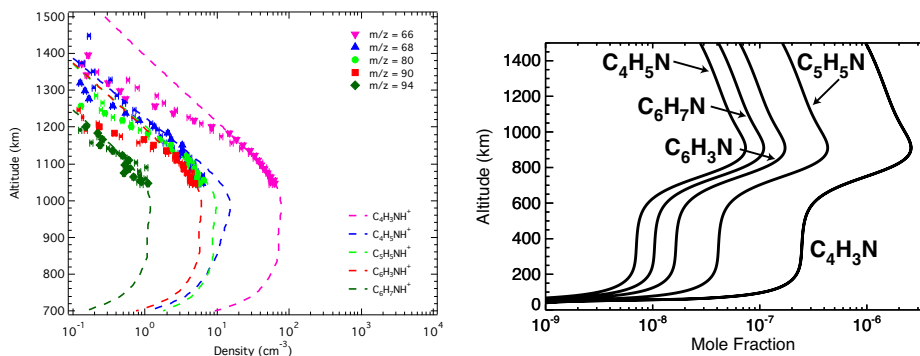 1500
1400
1300
1200
1100
1000
900
800
700
Altitude (km)
m/z = 66
m/z = 68
m/z = 80
m/z = 90
m/z = 94
C₄H₃NH⁺
C₄H₅NH⁺
C₅H₅NH⁺
C₆H₃NH⁺
C₆H₇NH⁺
10⁻¹ 10⁰ 10¹ 10² 10³ 10⁴
Density (cm⁻³)
1400
1200
1000
800
600
400
200
0
Altitude (km)
C₄H₅N
C₅H₅N
C₆H₇N
C₆H₃N
C₄H₃N
10⁻⁹ 10⁻⁸ 10⁻⁷ 10⁻⁶
Mole Fraction